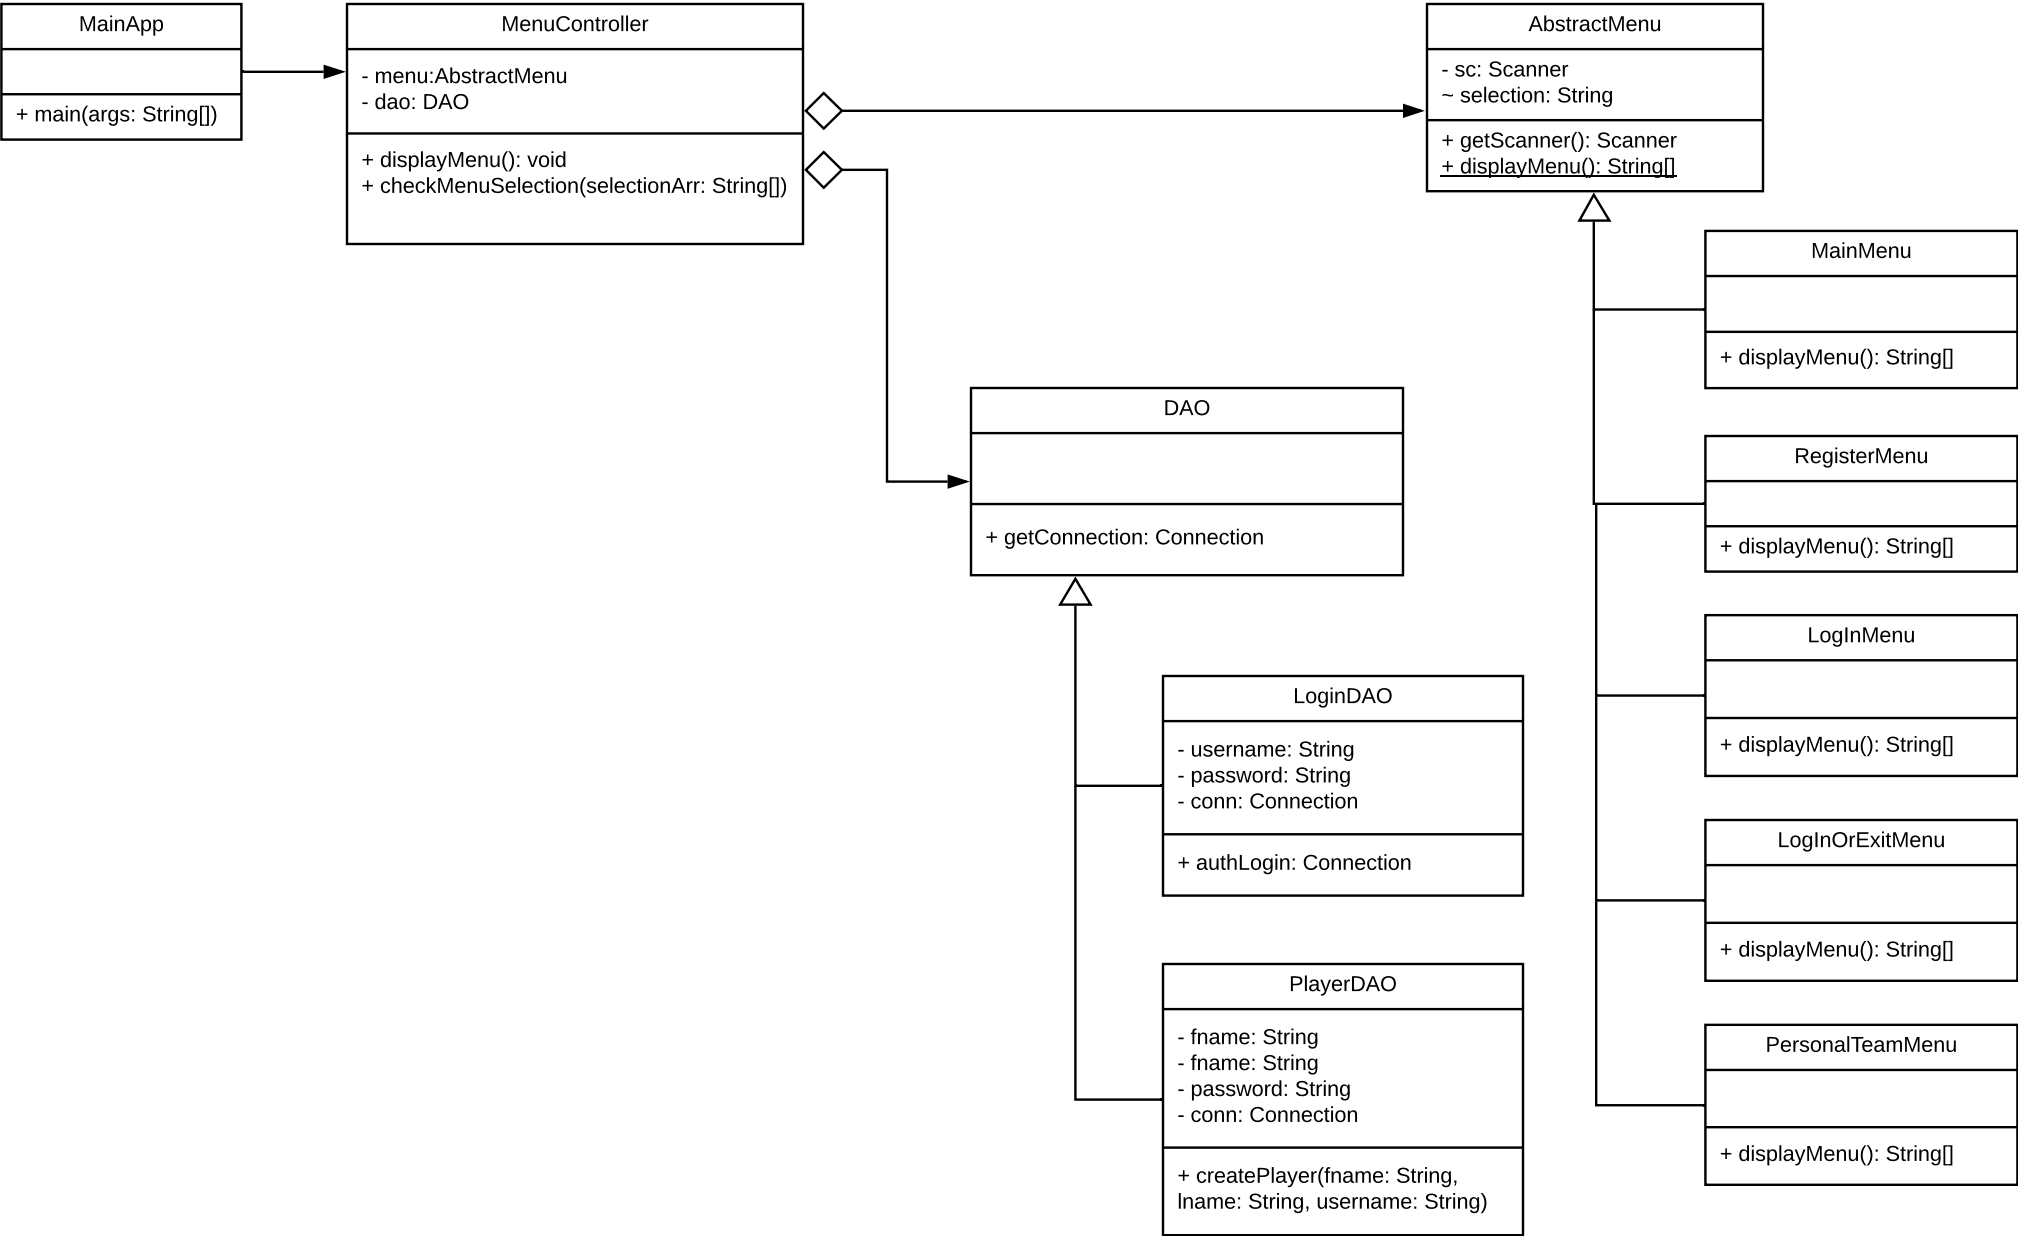 MainApp
+ main(args: String[])
MenuController
- menu:AbstractMenu
- dao: DAO
+ displayMenu(): void
+ checkMenuSelection(selectionArr: String[])
AbstractMenu
- sc: Scanner
~ selection: String
+ getScanner(): Scanner
+ displayMenu(): String[]
MainMenu
+ displayMenu(): String[]
DAO
+ getConnection: Connection
RegisterMenu
+ displayMenu(): String[]
LogInMenu
+ displayMenu(): String[]
LoginDAO
- username: String
- password: String
- conn: Connection
+ authLogin: Connection
LogInOrExitMenu
+ displayMenu(): String[]
PlayerDAO
- fname: String
- fname: String
- password: String
- conn: Connection
+ createPlayer(fname: String,
lname: String, username: String)
PersonalTeamMenu
+ displayMenu(): String[]